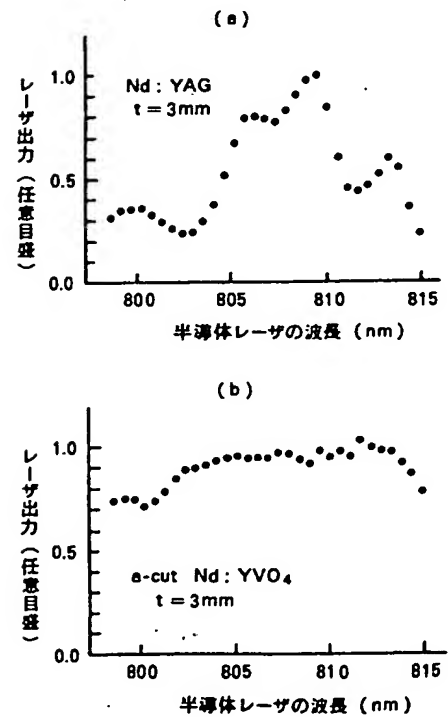 (a)
レーザ出力（任意目盛）
1.0
0.5
0.0
Nd: YAG
t = 3mm
800
805
810
815
半導体レーザの波長 (nm)
(b)
レーザ出力（任意目盛）
1.0
0.5
0.0
a-cut Nd: YVO₄
t = 3mm
800
805
810
815
半導体レーザの波長 (nm)